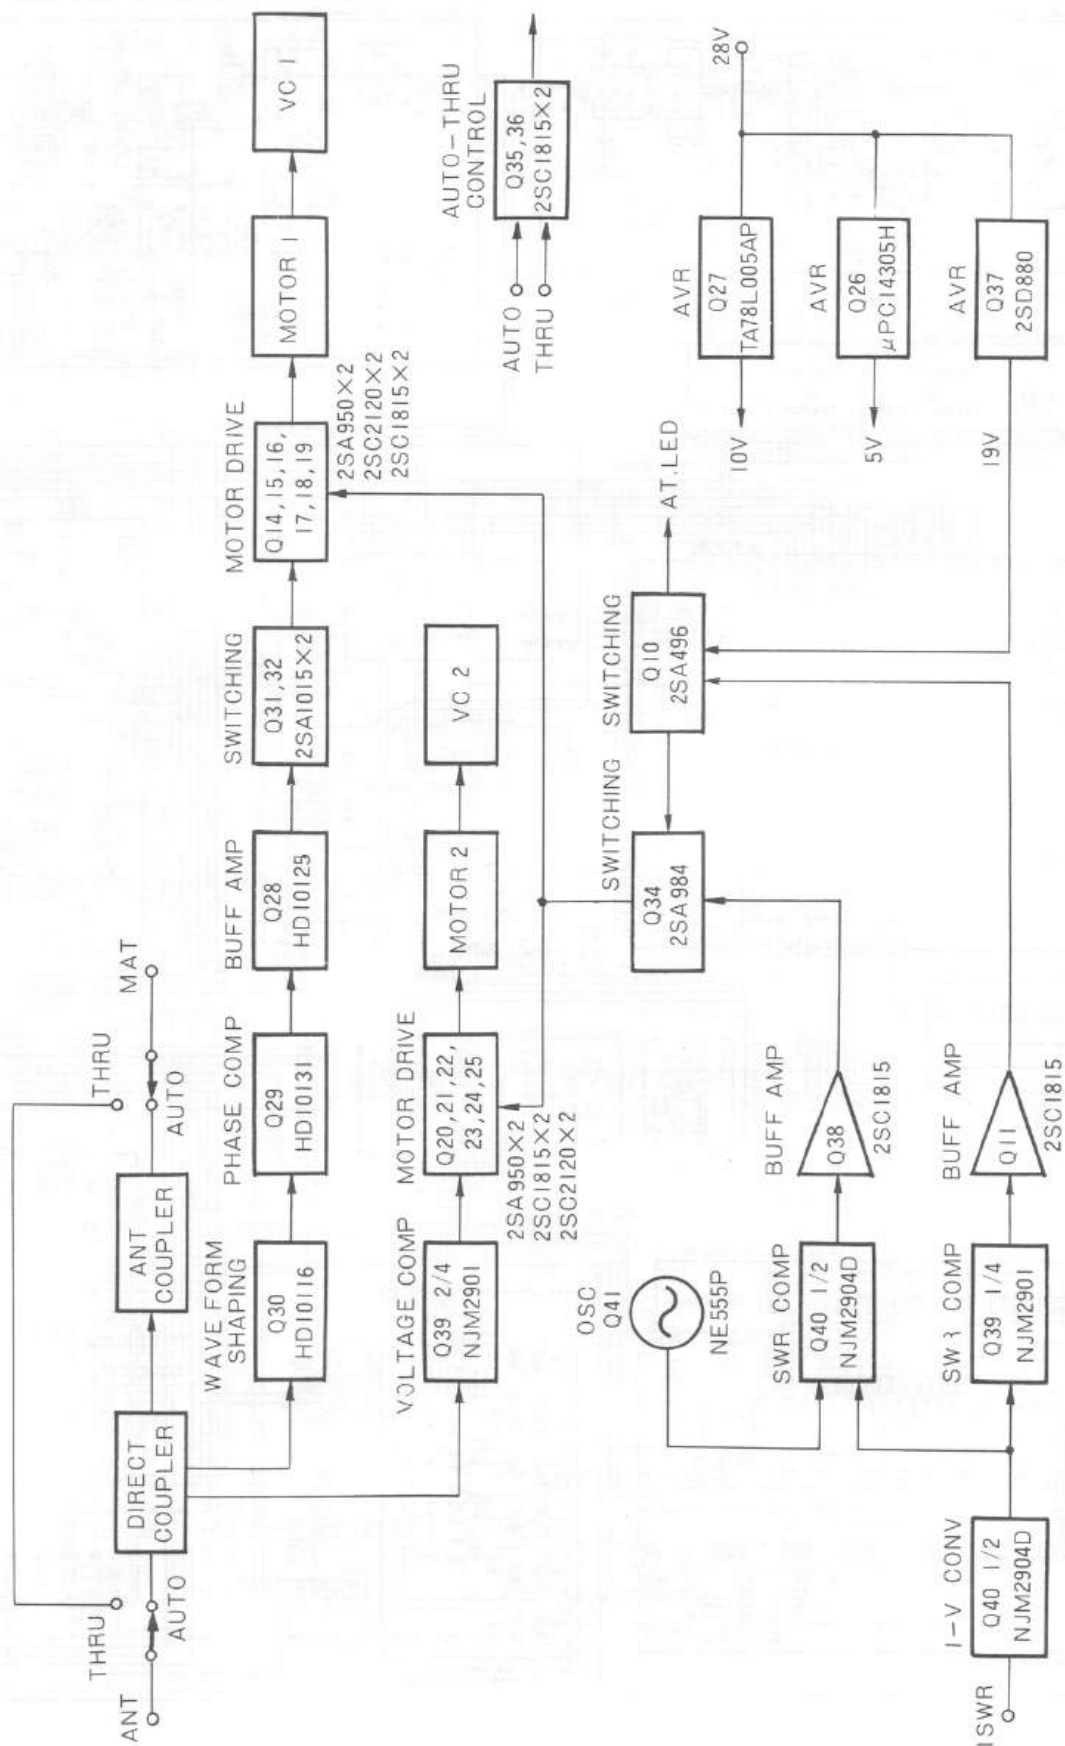 ANT
THRU
AUTO
DIRECT
COUPLER
ANT
COUPLER
THRU
AUTO
MAT
WAVE FORM
SHAPING
Q30
HD10116
PHASE COMP
Q29
HD10131
BUFF AMP
Q28
HD10125
SWITCHING
Q31,32
2SA1015×2
MOTOR DRIVE
Q14,15,16,
17,18,19
2SA950×2
2SC2120×2
2SC1815×2
MOTOR 1
VC 1
VOLTAGE COMP
Q39 2/4
NJM2901
MOTOR DRIVE
Q20,21,22,
23,24,25
2SA950×2
2SC1815×2
2SC2120×2
MOTOR 2
VC 2
AUTO-THRU
CONTROL
AUTO
THRU
Q35,36
2SC1815×2
OSC
Q41
NE555P
SWITCHING
Q34
2SA984
SWITCHING
Q10
2SA496
AT.LED
SWR COMP
Q40 1/2
NJM2904D
BUFF AMP
Q38
2SC1815
ISWR
I-V CONV
Q40 1/2
NJM2904D
SWR COMP
Q39 1/4
NJM2901
BUFF AMP
Q11
2SC1815
28V
AVR
Q27
TA78L005AP
10V
AVR
Q26
μPC14305H
5V
AVR
Q37
2SD880
19V